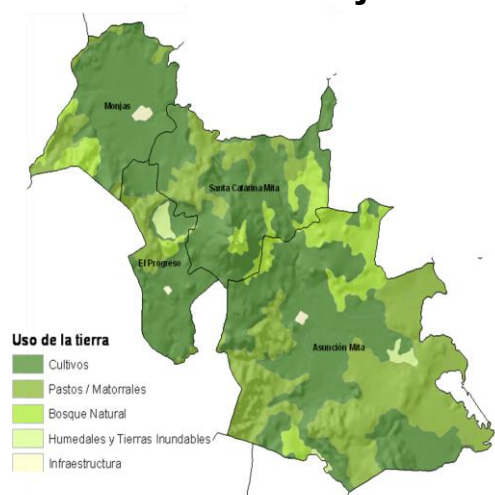 Monjas
Santa Catarina Mita
El Progreso
Asunción Mita
Uso de la tierra
Cultivos
Pastos / Matorrales
Bosque Natural
Humedales y Tierras Inundables
Infraestructura